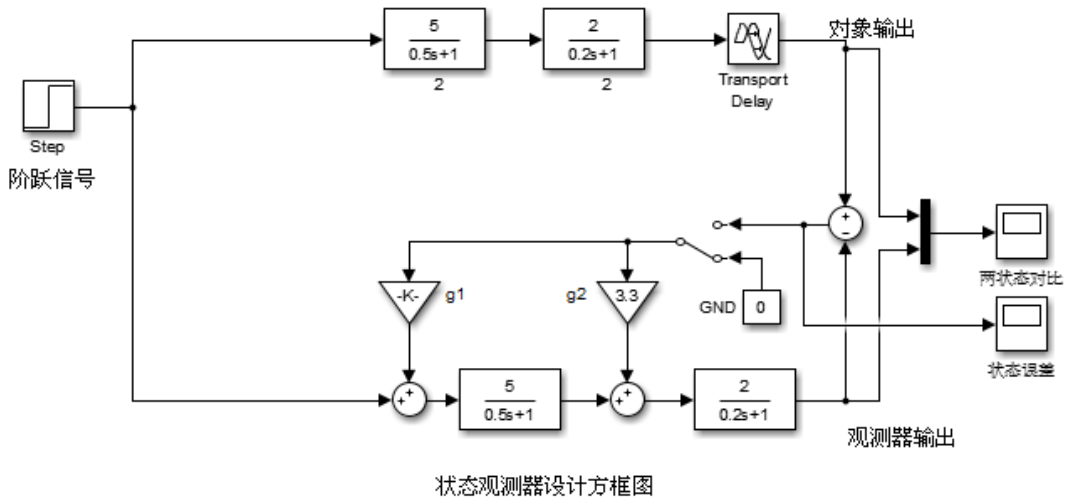 5
0.5s+1
2
2
0.2s+1
2
Transport
Delay
对象输出
Step
阶跃信号
+
−
两状态对比
-K-
g1
g2
3.3
GND
0
状态误差
+
+
5
0.5s+1
+
+
2
0.2s+1
观测器输出
状态观测器设计方框图